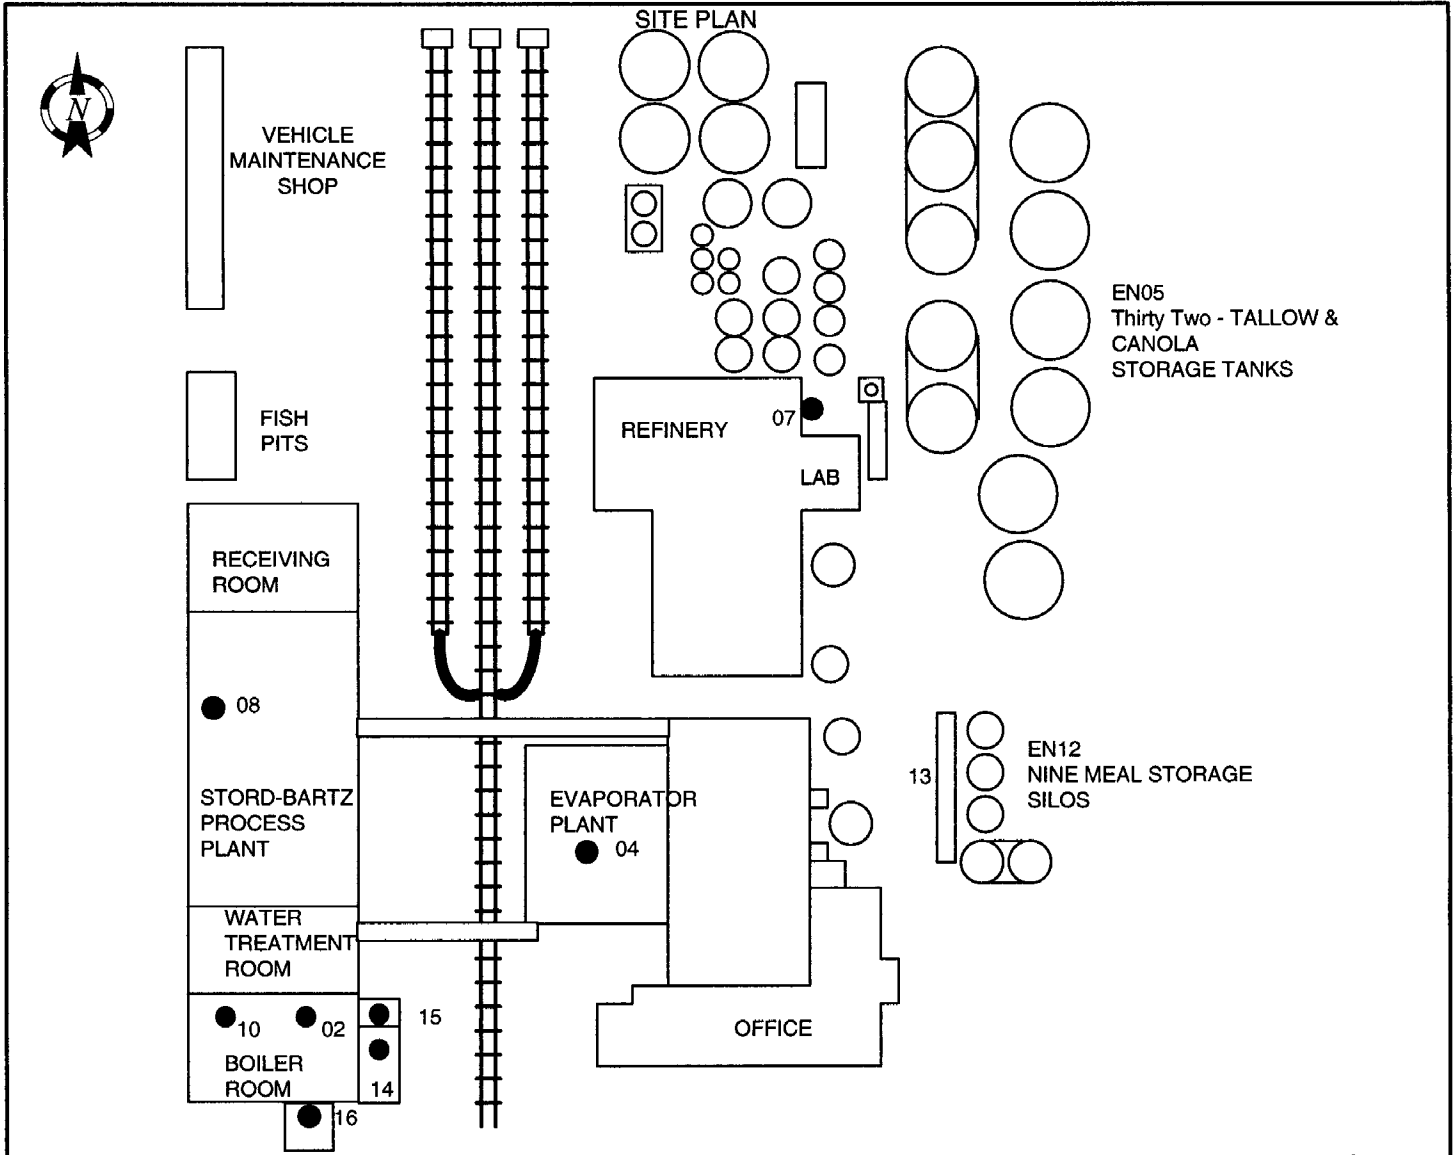 SITE PLAN
N
VEHICLE
MAINTENANCE
SHOP
EN05
Thirty Two - TALLOW &
CANOLA
STORAGE TANKS
FISH
PITS
REFINERY
07
LAB
RECEIVING
ROOM
08
STORD-BARTZ
PROCESS
PLANT
EVAPORATOR
PLANT
04
13
EN12
NINE MEAL STORAGE
SILOS
WATER
TREATMENT
ROOM
10
02
15
BOILER
ROOM
14
16
OFFICE